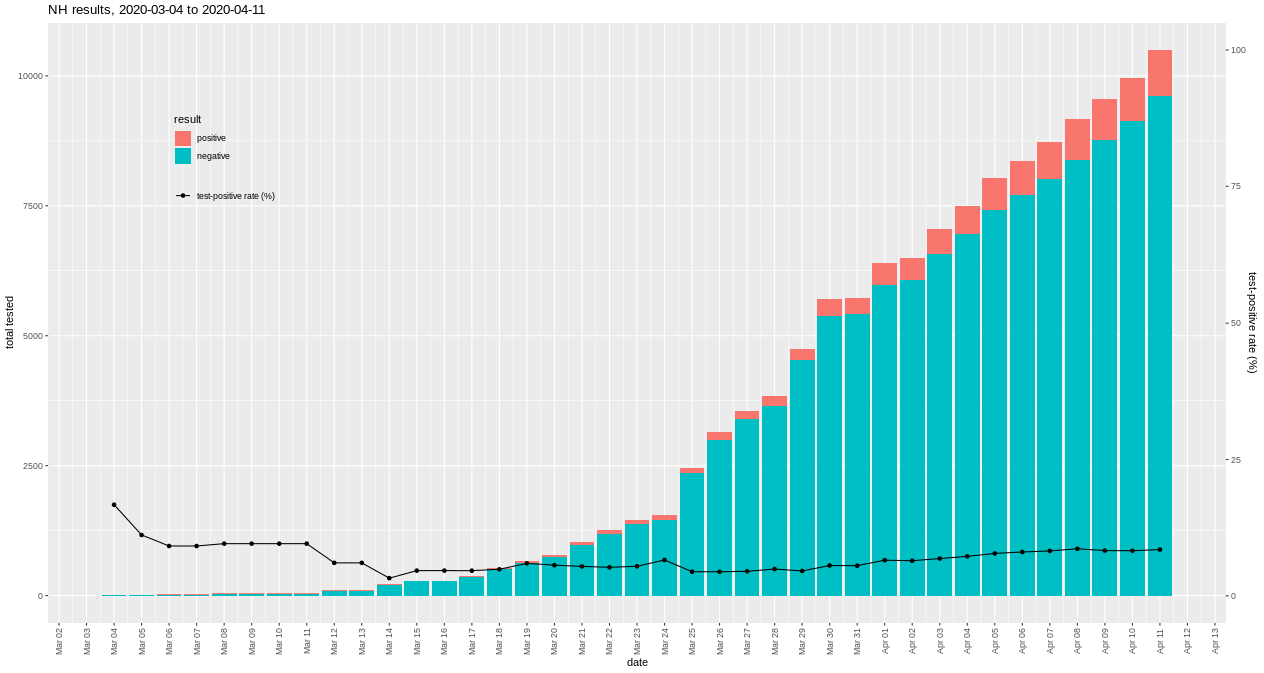 NH results, 2020-03-04 to 2020-04-11
result
positive
negative
test-positive rate (%)
total tested
10000
7500
5000
2500
0
100
75
50
25
0
test-positive rate (%)
Mar 02
Mar 03
Mar 04
Mar 05
Mar 06
Mar 07
Mar 08
Mar 09
Mar 10
Mar 11
Mar 12
Mar 13
Mar 14
Mar 15
Mar 16
Mar 17
Mar 18
Mar 19
Mar 20
Mar 21
Mar 22
Mar 23
Mar 24
Mar 25
Mar 26
Mar 27
Mar 28
Mar 29
Mar 30
Mar 31
Apr 01
Apr 02
Apr 03
Apr 04
Apr 05
Apr 06
Apr 07
Apr 08
Apr 09
Apr 10
Apr 11
Apr 12
Apr 13
date